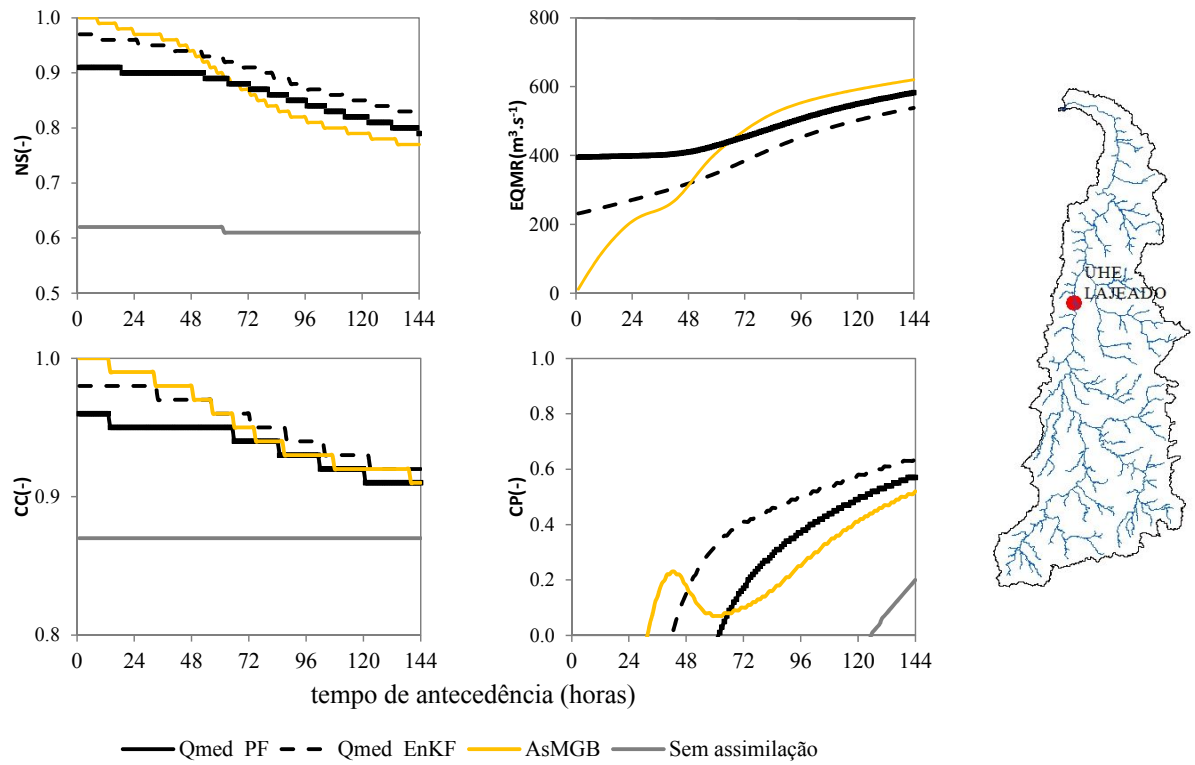 NS(-)
1.0
0.9
0.8
0.7
0.6
0.5
0 24 48 72 96 120 144
EQMR(m³.s⁻¹)
800
600
400
200
0
0 24 48 72 96 120 144
UHE
LAJEADO
CC(-)
1.0
0.9
0.8
0 24 48 72 96 120 144
CP(-)
1.0
0.8
0.6
0.4
0.2
0.0
0 24 48 72 96 120 144
tempo de antecedência (horas)
Qmed_PF Qmed_EnKF AsMGB Sem assimilação